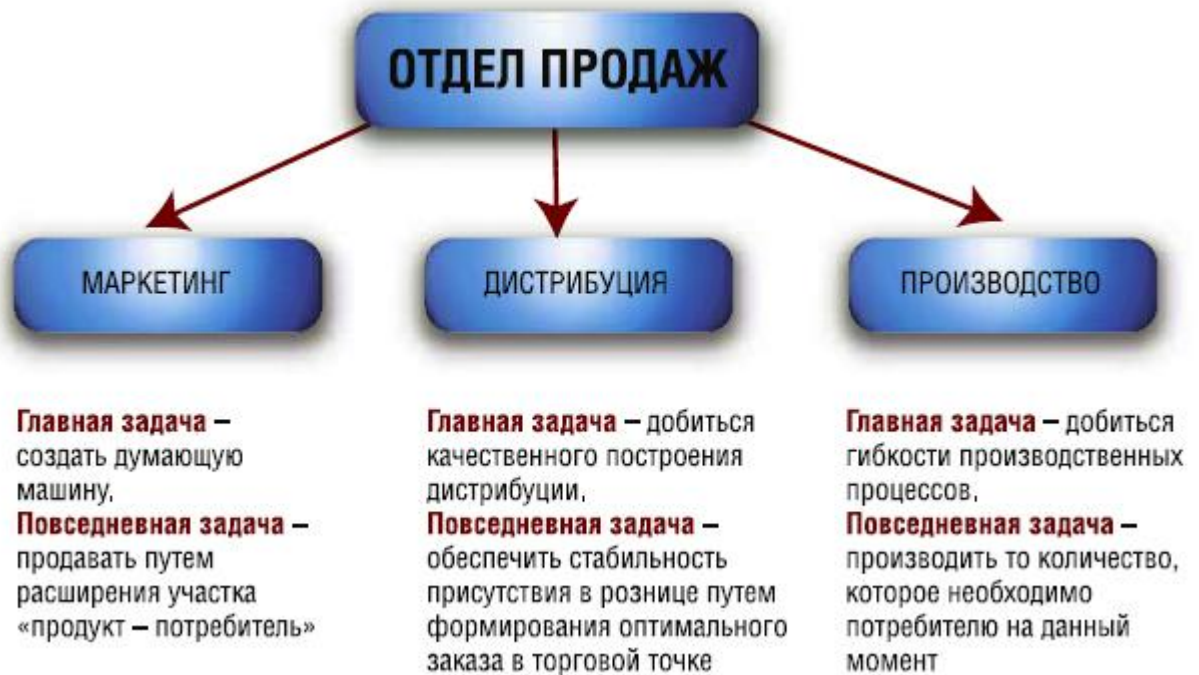 ОТДЕЛ ПРОДАЖ
МАРКЕТИНГ
ДИСТРИБУЦИЯ
ПРОИЗВОДСТВО
Главная задача –
создать думающую
машину,
Повседневная задача –
продавать путем
расширения участка
«продукт – потребитель»
Главная задача – добиться
качественного построения
дистрибуции,
Повседневная задача –
обеспечить стабильность
присутствия в рознице путем
формирования оптимального
заказа в торговой точке
Главная задача – добиться
гибкости производственных
процессов,
Повседневная задача –
производить то количество,
которое необходимо
потребителю на данный
момент